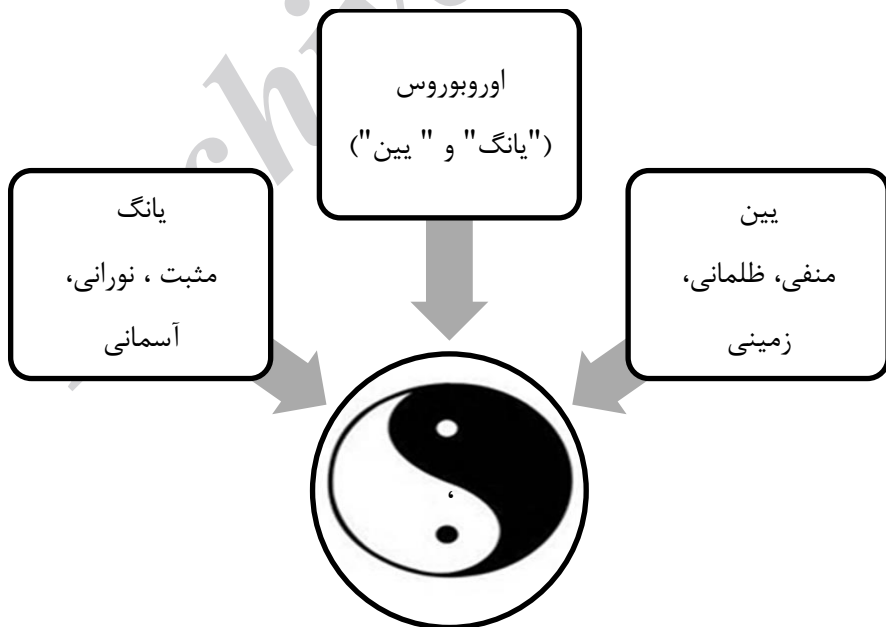 اوروبوروس
("یانگ" و " یین")
یین
منفی، ظلمانی،
زمینی
یانگ
مثبت ، نورانی،
آسمانی
،